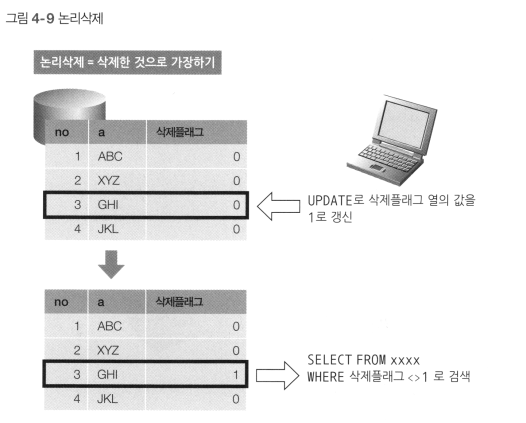 그림 4-9 논리삭제
논리삭제 = 삭제한 것으로 가장하기
no a 삭제플래그
1 ABC 0
2 XYZ 0
3 GHI 0
4 JKL 0
UPDATE로 삭제플래그 열의 값을
1로 갱신
no a 삭제플래그
1 ABC 0
2 XYZ 0
3 GHI 1
4 JKL 0
SELECT FROM xxxx
WHERE 삭제플래그 <>1 로 검색